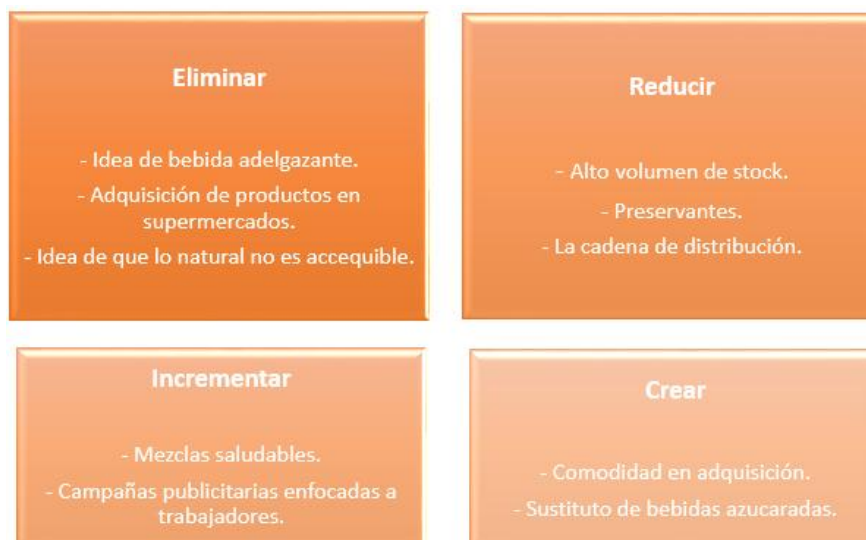 Eliminar
- Idea de bebida adelgazante.
- Adquisición de productos en
supermercados.
- Idea de que lo natural no es accequible.
Reducir
- Alto volumen de stock.
- Preservantes.
- La cadena de distribución.
Incrementar
- Mezclas saludables.
- Campañas publicitarias enfocadas a
trabajadores.
Crear
- Comodidad en adquisición.
- Sustituto de bebidas azucaradas.